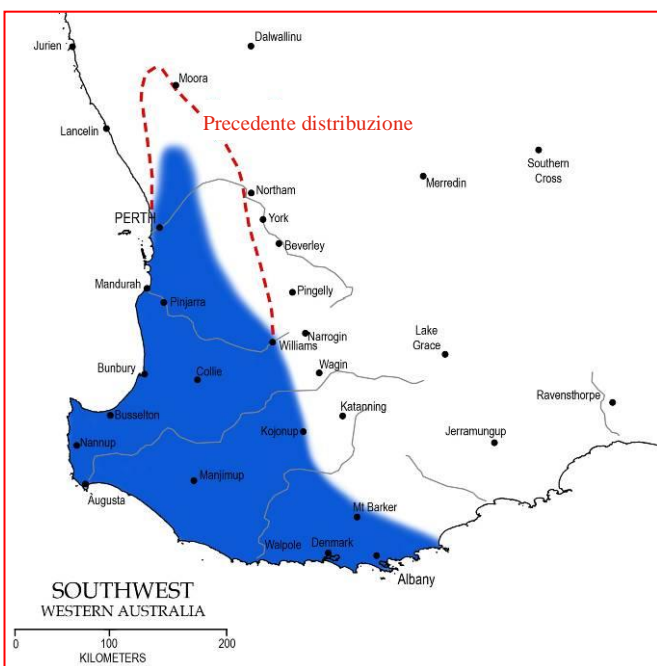 Jurien
Dalwallinu
Moora
Precedente distribuzione
Lancelin
Southern
Cross
Merredin
Northam
PERTH
York
Beverley
Mandurah
Pinjarra
Pingelly
Narrogin
Williams
Lake
Grace
Bunbury
Collie
Wagin
Ravensthorpe
Busselton
Katanning
Nannup
Kojonup
Jerramungup
Manjimup
Augusta
Mt Barker
Walpole
Denmark
Albany
SOUTHWEST
WESTERN AUSTRALIA
0 100 200
KILOMETERS